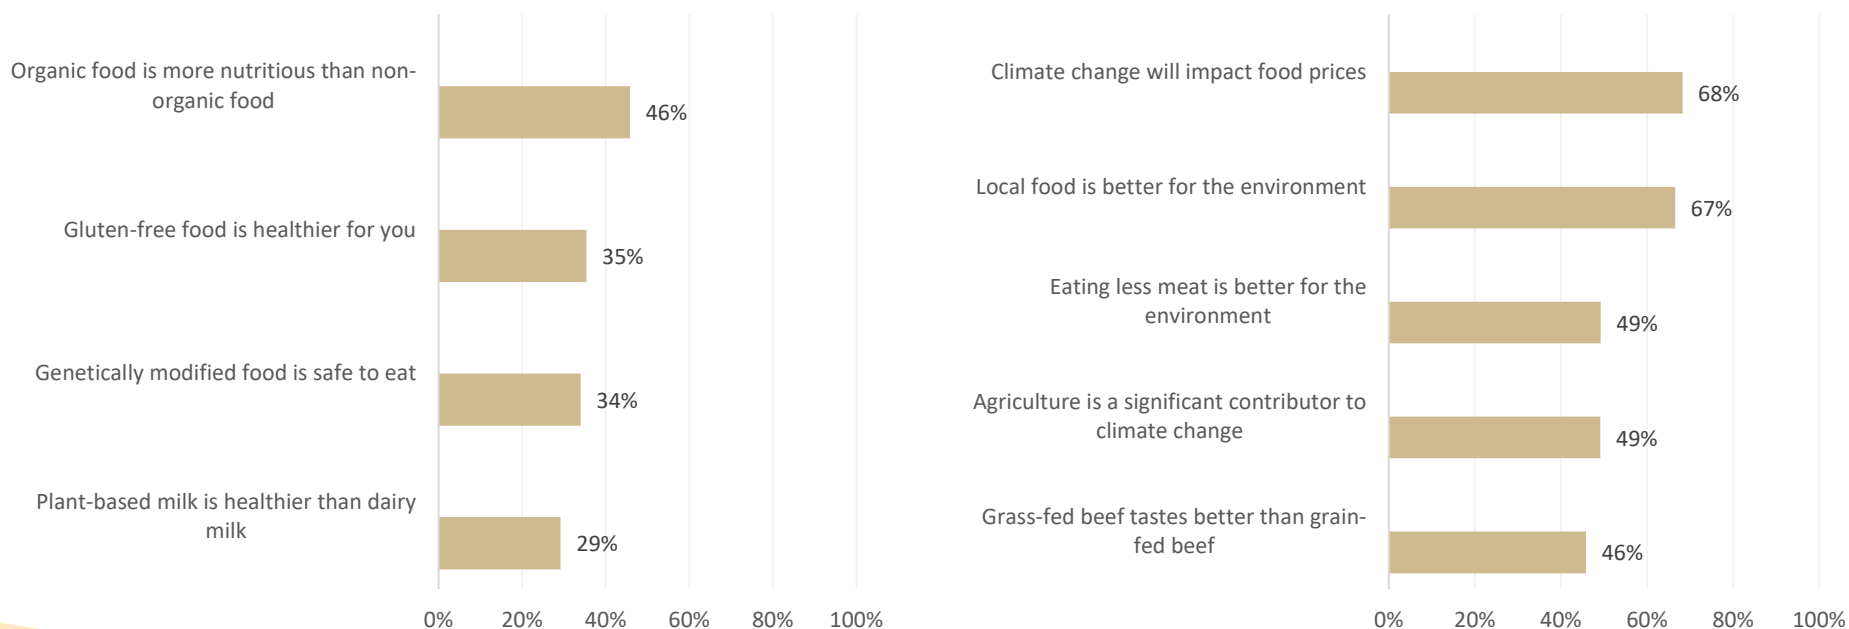 Organic food is more nutritious than non-
organic food
46%
Gluten-free food is healthier for you
35%
Genetically modified food is safe to eat
34%
Plant-based milk is healthier than dairy
milk
29%
0% 20% 40% 60% 80% 100%
Climate change will impact food prices
68%
Local food is better for the environment
67%
Eating less meat is better for the
environment
49%
Agriculture is a significant contributor to
climate change
49%
Grass-fed beef tastes better than grain-
fed beef
46%
0% 20% 40% 60% 80% 100%